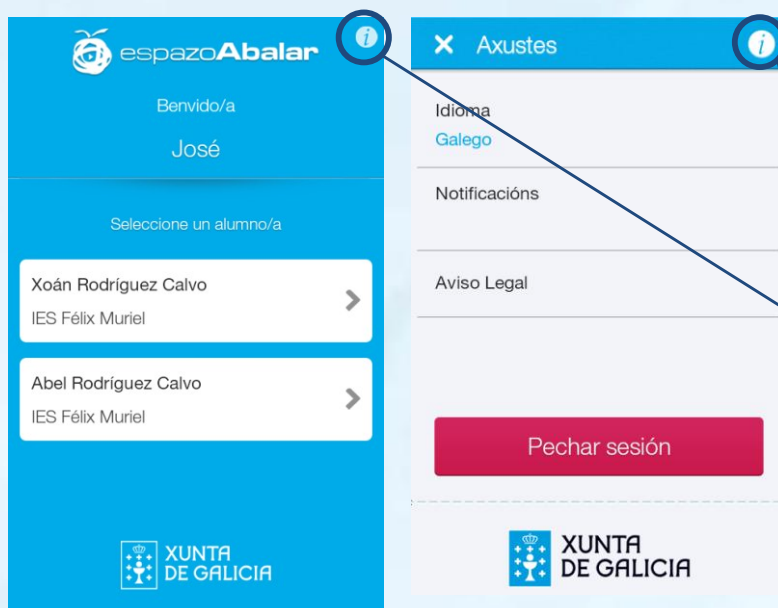 espazoAbalar
i
Benvido/a
José
Seleccione un alumno/a
Xoán Rodríguez Calvo
IES Félix Muriel
Abel Rodríguez Calvo
IES Félix Muriel
XUNTA
DE GALICIA
Axustes
i
Idioma
Galego
Notificacións
Aviso Legal
Pechar sesión
XUNTA
DE GALICIA